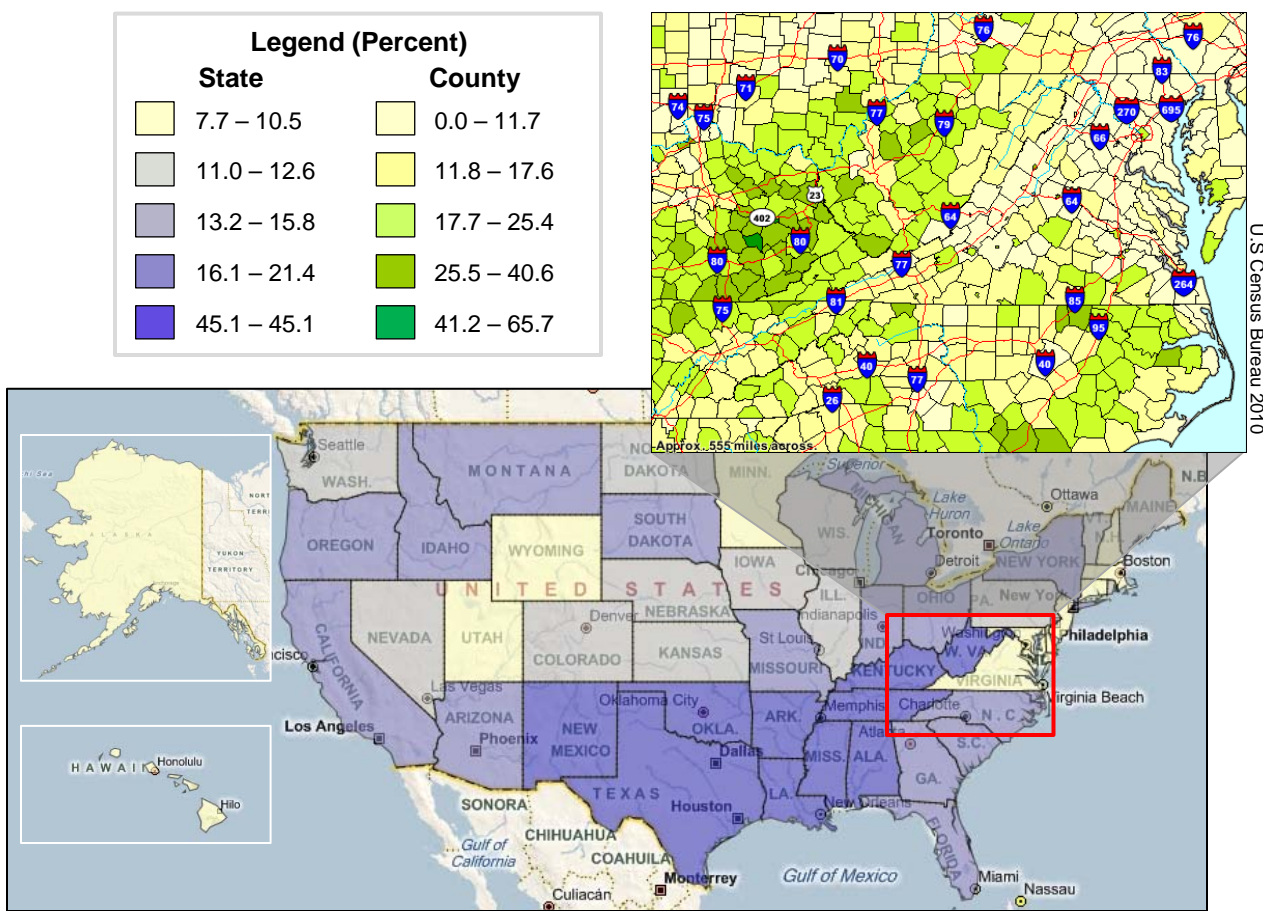 Legend (Percent)
State
County
7.7 – 10.5
0.0 – 11.7
11.0 – 12.6
11.8 – 17.6
13.2 – 15.8
17.7 – 25.4
16.1 – 21.4
25.5 – 40.6
45.1 – 45.1
41.2 – 65.7
76
76
70
83
71
74
75
77
79
270
695
66
23
64
64
402
80
80
77
264
81
75
85
95
40
40
77
26
Approx. 555 miles across.
U.S Census Bureau 2010
Seattle
WASH.
MONTANA
DAKOTA
MINN.
Superior
MICHIGAN
Lake
Huron
Ottawa
N.B
MAINE
VT.
N.H.
OREGON
IDAHO
SOUTH
DAKOTA
WIS.
Toronto
Lake
Ontario
WYOMING
IOWA
Detroit
NEW YORK
Boston
UNITED STATES
Chicago
NEBRASKA
ILL.
Indianapolis
OHIO
PA.
New York
NEVADA
UTAH
Denver
COLORADO
KANSAS
St Louis
MISSOURI
IND
Washington
W. VA
Philadelphia
CALIFORNIA
cisco
Las Vegas
KENTUCKY
VIRGINIA
Virginia Beach
Los Angeles
ARIZONA
Phoenix
NEW
MEXICO
Oklahoma City
OKLA.
ARK.
Memphis
Charlotte
N. C
Atlanta
S.C.
Dallas
MISS.
ALA.
GA.
TEXAS
Houston
LA.
New Orleans
FLORIDA
SONORA
CHIHUAHUA
COAHUILA
Gulf of
California
Monterrey
Gulf of Mexico
Miami
Nassau
Culiacán
ALASKA
NORT
TERRI
YUKON
TERRITORY
HAWAII
Honolulu
Hilo